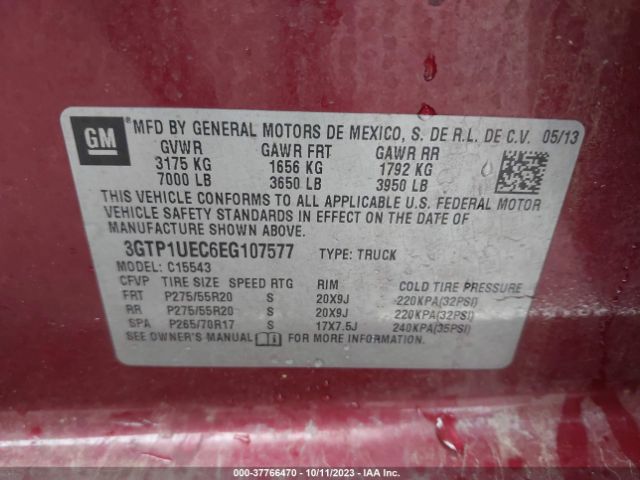 GM
MFD BY GENERAL MOTORS DE MEXICO, S. DE R.L. DE C.V. 05/13
GVWR GAWR FRT GAWR RR
3175 KG 1656 KG 1792 KG
7000 LB 3650 LB 3950 LB
THIS VEHICLE CONFORMS TO ALL APPLICABLE U.S. FEDERAL MOTOR
VEHICLE SAFETY STANDARDS IN EFFECT ON THE DATE OF
MANUFACTURE SHOWN ABOVE.
3GTP1UEC6EG107577 TYPE: TRUCK
MODEL: C15543
CFVP TIRE SIZE SPEED RTG RIM COLD TIRE PRESSURE
FRT P275/55R20 S 20X9J 220KPA(32PSI)
RR P275/55R20 S 20X9J 220KPA(32PSI)
SPA P265/70R17 S 17X7.5J 240KPA(35PSI)
SEE OWNER'S MANUAL FOR MORE INFORMATION.
000-37766470 - 10/11/2023 - IAA Inc.